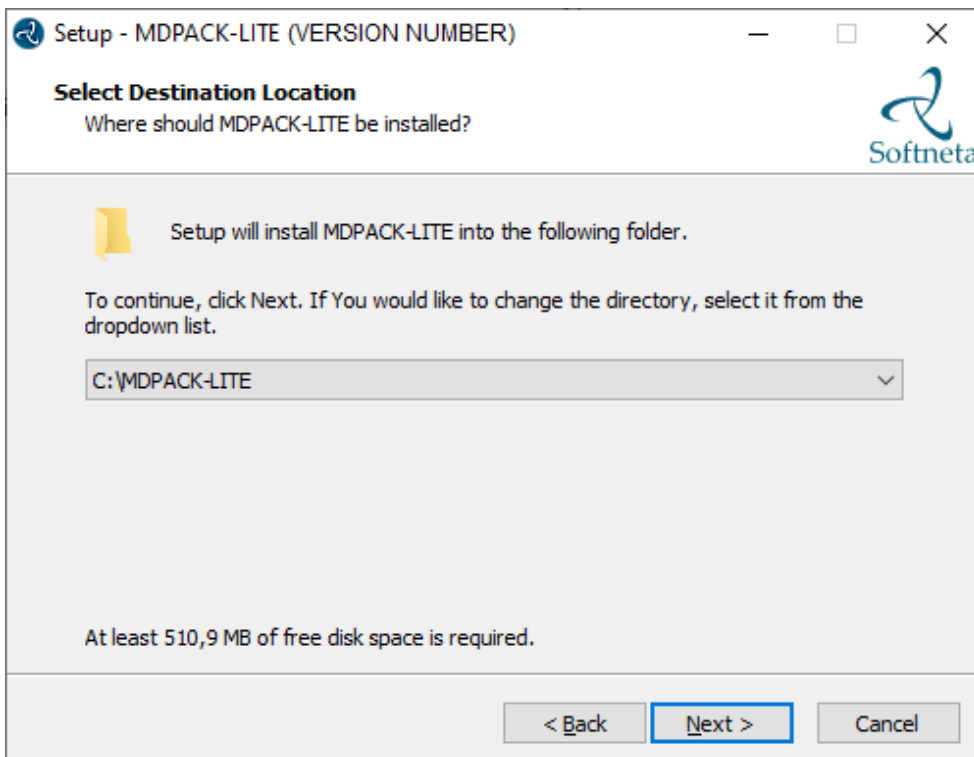 Setup - MDPACK-LITE (VERSION NUMBER)
Select Destination Location
Where should MDPACK-LITE be installed?
Softneta
Setup will install MDPACK-LITE into the following folder.
To continue, click Next. If You would like to change the directory, select it from the
dropdown list.
C:\MDPACK-LITE
At least 510,9 MB of free disk space is required.
< Back
Next >
Cancel